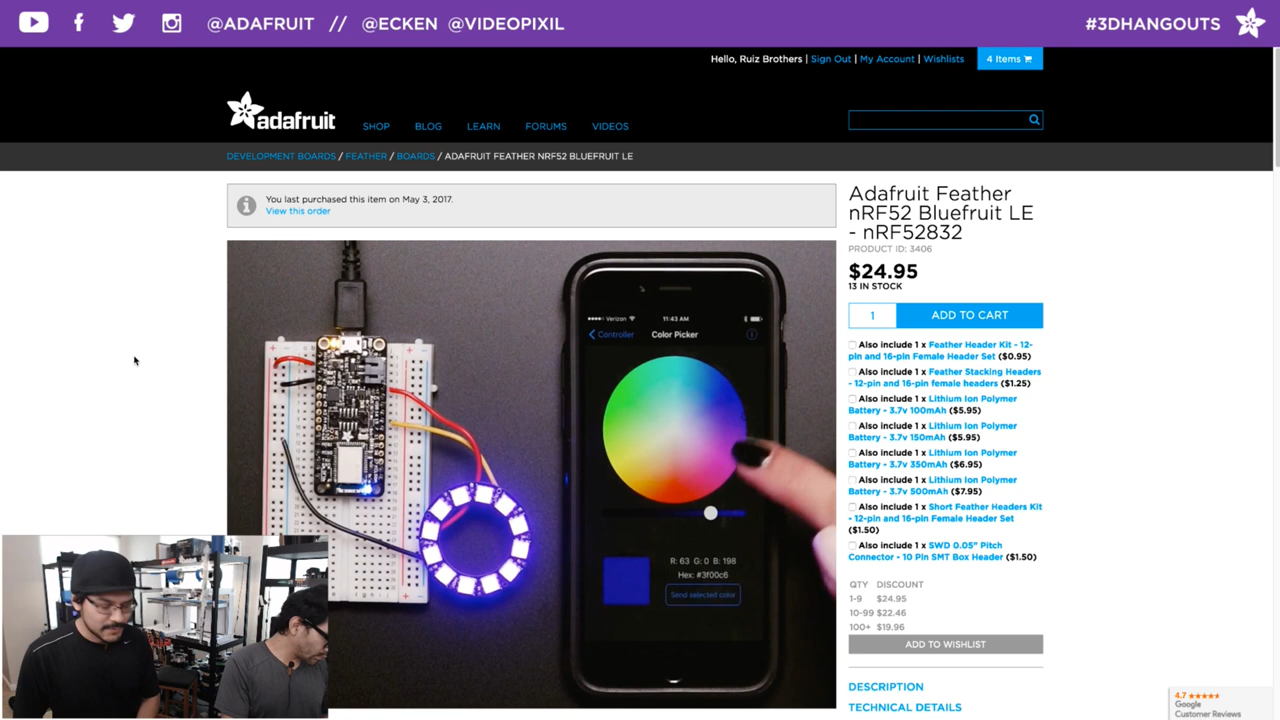 @ADAFRUIT // @ECKEN @VIDEOPIXIL
#3DHANGOUTS
Hello, Ruiz Brothers | Sign Out | My Account | Wishlists
4 Items
adafruit
SHOP BLOG LEARN FORUMS VIDEOS
DEVELOPMENT BOARDS / FEATHER / BOARDS / ADAFRUIT FEATHER NRF52 BLUEFRUIT LE
You last purchased this item on May 3, 2017.
View this order
Verizon 11:43 AM
Controller Color Picker
R: 63 G: 0 B: 198
Hex: #3f00c6
Send selected color
Adafruit Feather
nRF52 Bluefruit LE
- nRF52832
PRODUCT ID: 3406
$24.95
13 IN STOCK
1 ADD TO CART
Also include 1 x Feather Header Kit - 12-
pin and 16-pin Female Header Set ($0.95)
Also include 1 x Feather Stacking Headers
- 12-pin and 16-pin female headers ($1.25)
Also include 1 x Lithium Ion Polymer
Battery - 3.7v 100mAh ($5.95)
Also include 1 x Lithium Ion Polymer
Battery - 3.7v 150mAh ($5.95)
Also include 1 x Lithium Ion Polymer
Battery - 3.7v 350mAh ($6.95)
Also include 1 x Lithium Ion Polymer
Battery - 3.7v 500mAh ($7.95)
Also include 1 x Short Feather Headers Kit
- 12-pin and 16-pin Female Header Set
($1.50)
Also include 1 x SWD 0.05" Pitch
Connector - 10 Pin SMT Box Header ($1.50)
QTY DISCOUNT
1-9 $24.95
10-99 $22.46
100+ $19.96
ADD TO WISHLIST
DESCRIPTION
TECHNICAL DETAILS
4.7
Google
Customer Reviews